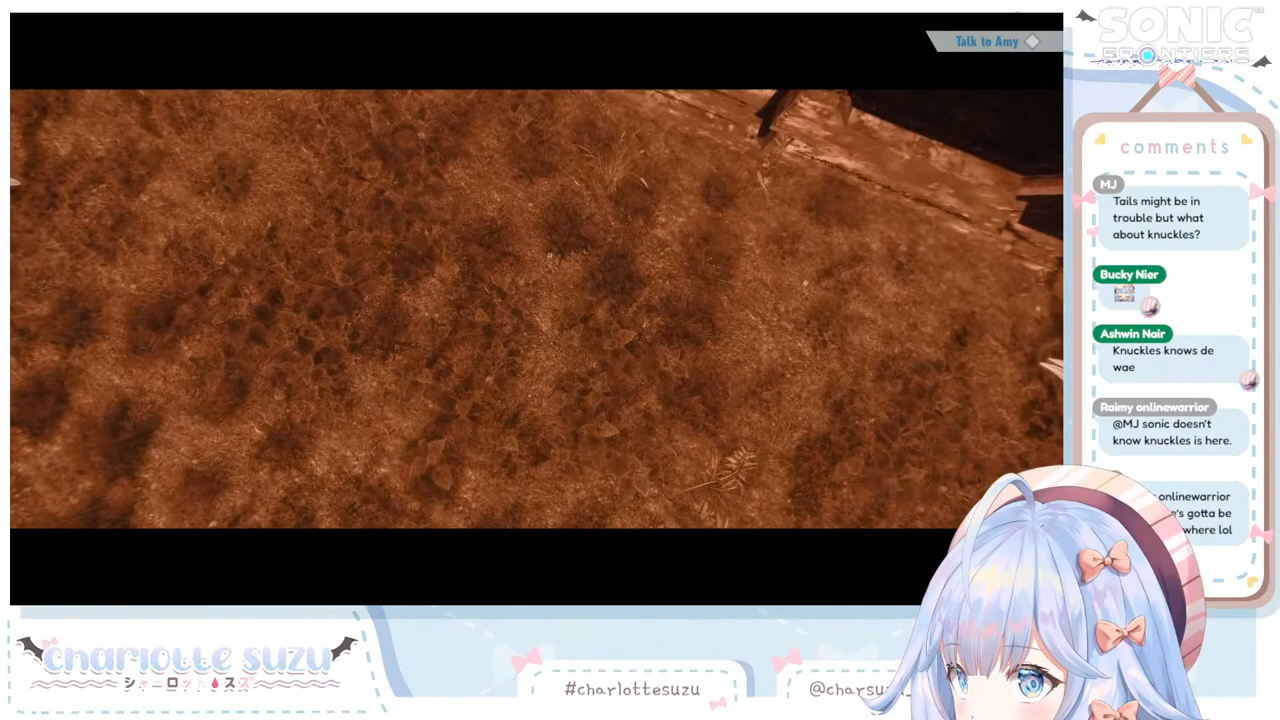 Talk to Amy
SONIC
FRONTIERS
comments
MJ
Tails might be in
trouble but what
about knuckles?
Bucky Nier
Ashwin Nair
Knuckles knows de
wae
Raimy onlinewarrior
@MJ sonic doesn't
know knuckles is here.
onlinewarrior
gotta be
where lol
charlotte suzu
シャーロットスズ
#charlottesuzu
@charsu